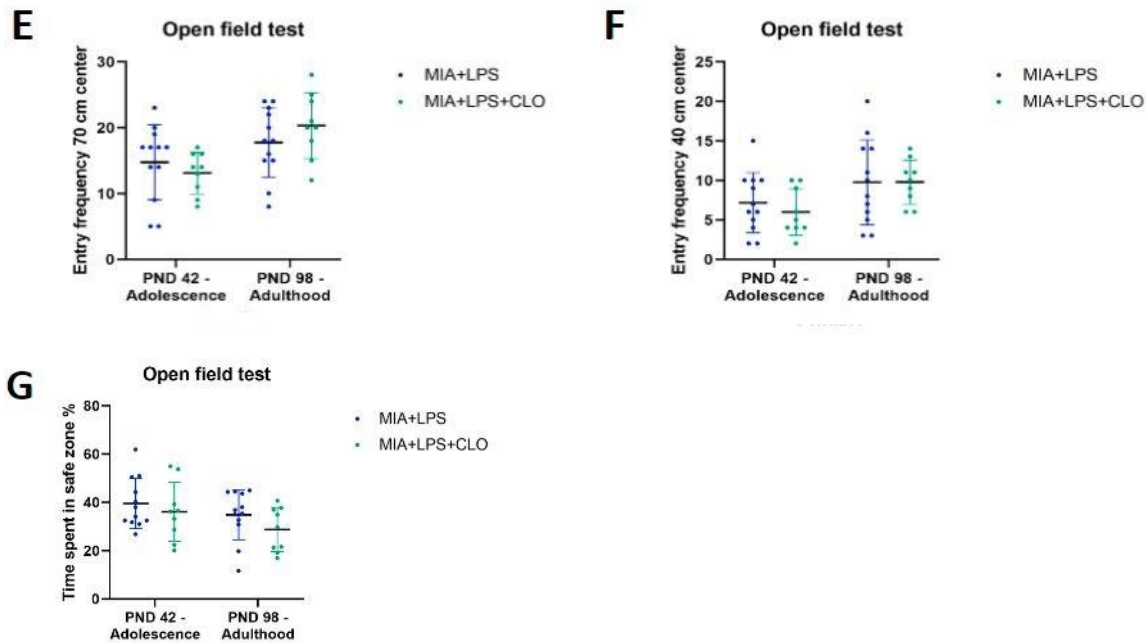 E
Open field test
Entry frequency 70 cm center
30
20
10
0
PND 42 -
Adolescence
PND 98 -
Adulthood
MIA+LPS
MIA+LPS+CLO
F
Open field test
Entry frequency 40 cm center
25
20
15
10
5
0
PND 42 -
Adolescence
PND 98 -
Adulthood
MIA+LPS
MIA+LPS+CLO
G
Open field test
Time spent in safe zone %
80
60
40
20
0
PND 42 -
Adolescence
PND 98 -
Adulthood
MIA+LPS
MIA+LPS+CLO